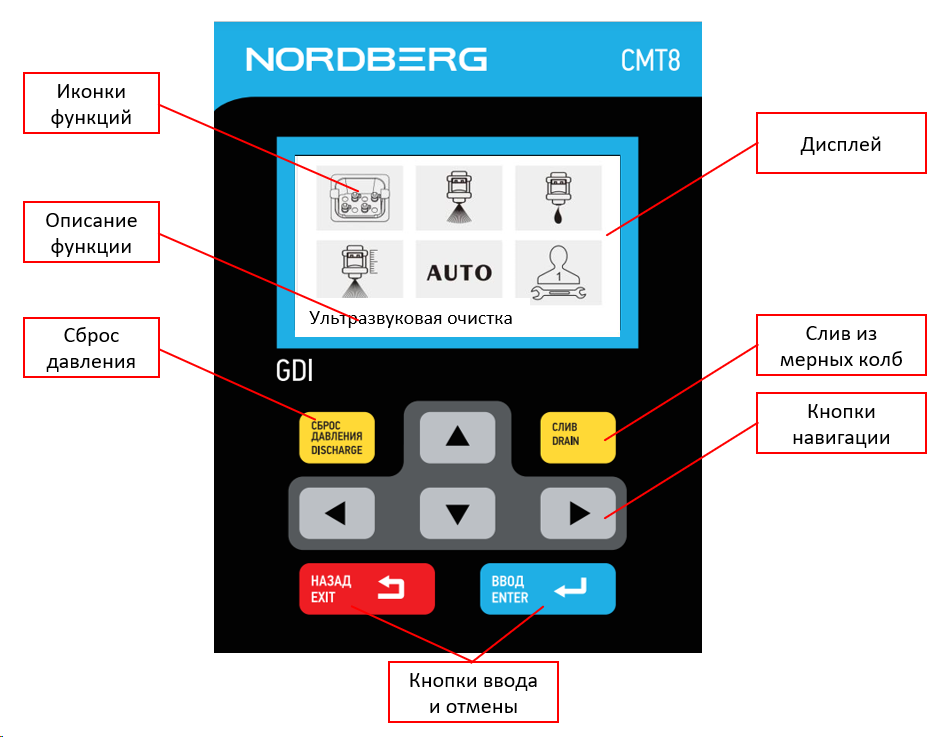 NORDBERG
CMT8
Иконки
функций
Дисплей
Описание
функции
AUTO
1
Ультразвуковая очистка
Сброс
давления
Слив из
мерных колб
GDI
Кнопки
навигации
СБРОС
ДАВЛЕНИЯ
DISCHARGE
СЛИВ
DRAIN
НАЗАД
EXIT
ВВОД
ENTER
Кнопки ввода
и отмены